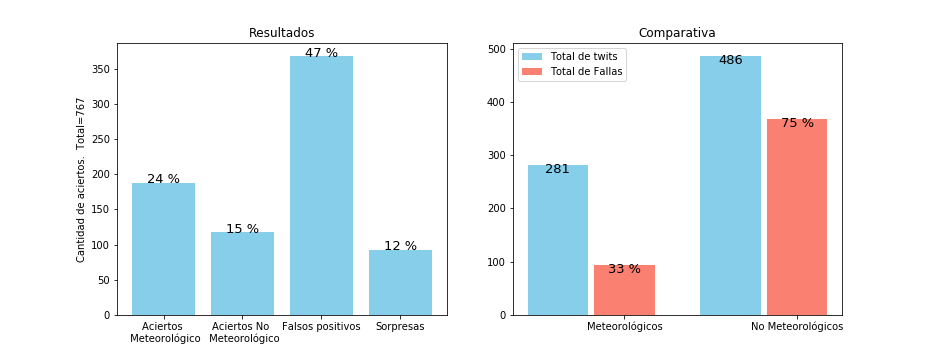 Resultados
Cantidad de aciertos.  Total=767
350
300
250
200
150
100
50
0
24 %
15 %
47 %
12 %
Aciertos
Meteorológico
Aciertos No
Meteorológico
Falsos positivos
Sorpresas
Comparativa
Total de twits
Total de Fallas
500
400
300
200
100
0
281
33 %
486
75 %
Meteorológicos
No Meteorológicos